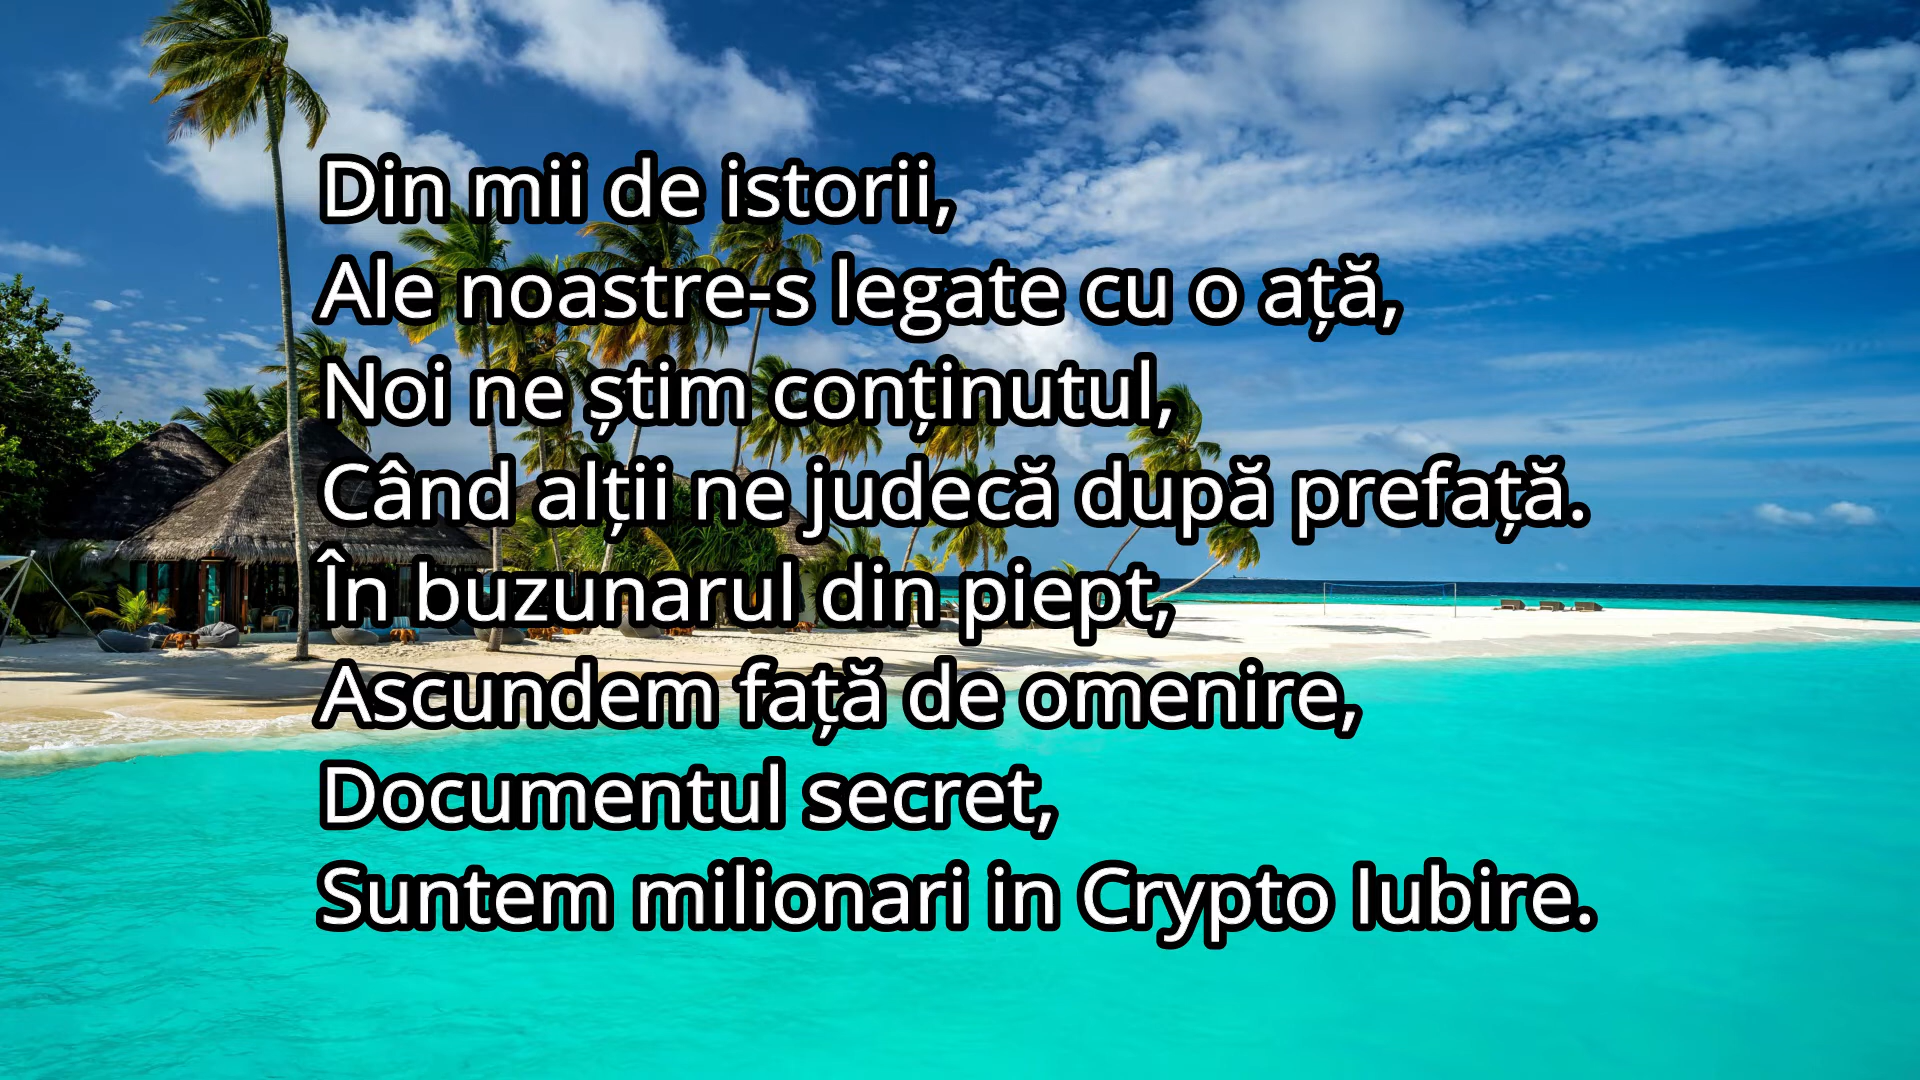 Din mii de istorii,
Ale noastre-s legate cu o ață,
Noi ne știm conținutul,
Când alții ne judecă după prefață.
În buzunarul din piept,
Ascundem față de omenire,
Documentul secret,
Suntem milionari in Crypto Iubire.